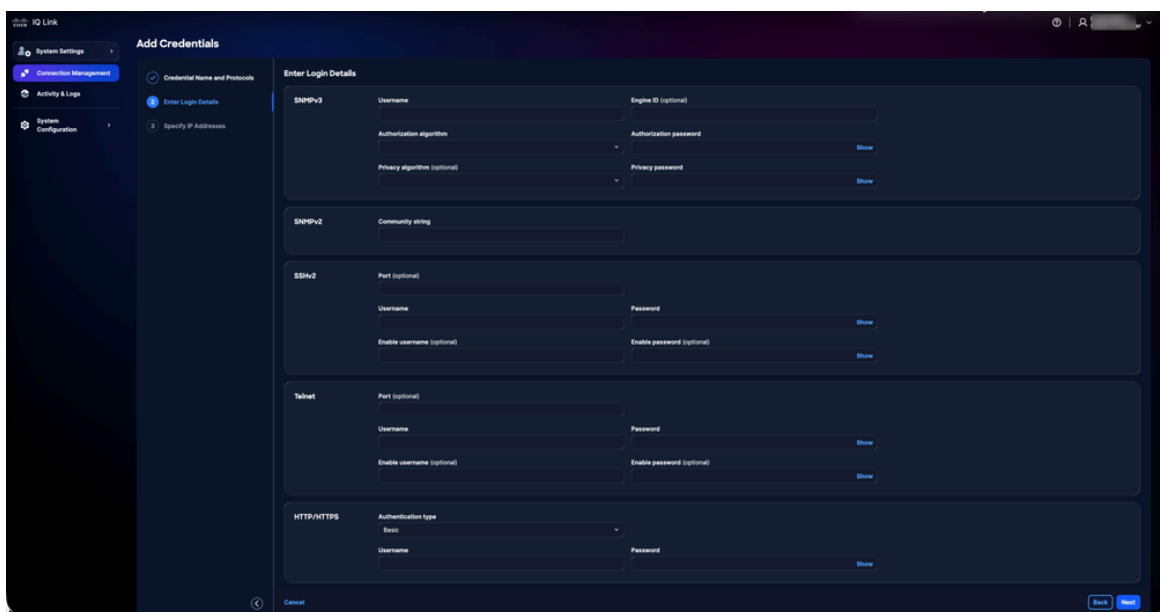 CISCO IQ Link
Add Credentials
System Settings
Connection Management
Activity & Logs
System Configuration
Credential Name and Protocols
2 Enter Login Details
3 Specify IP Addresses
Enter Login Details
SNMPv3
Username
Engine ID (optional)
Authorization algorithm
Authorization password
Show
Privacy algorithm (optional)
Privacy password
Show
SNMPv2
Community string
SSHv2
Port (optional)
Username
Password
Show
Enable username (optional)
Enable password (optional)
Show
Telnet
Port (optional)
Username
Password
Show
Enable username (optional)
Enable password (optional)
Show
HTTP/HTTPS
Authentication type
Basic
Username
Password
Show
Cancel
Back
Next